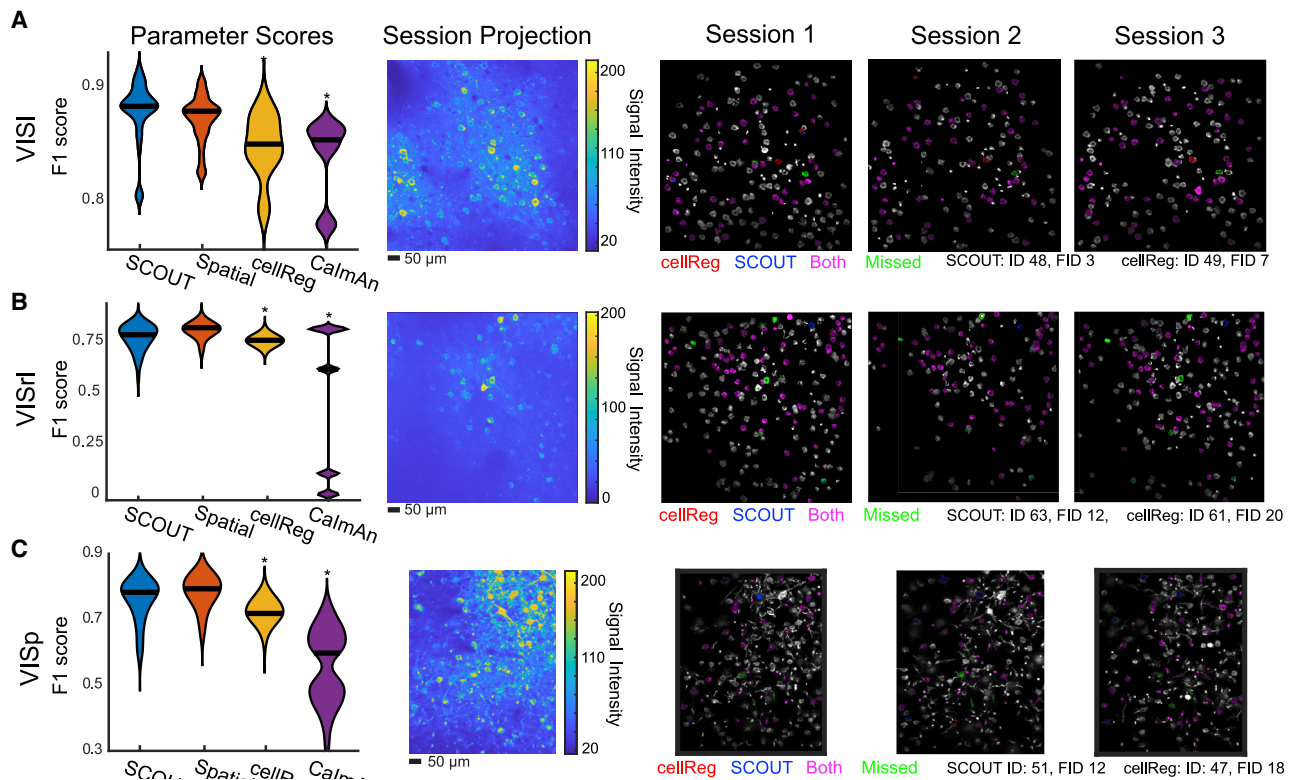 A
Parameter Scores
Session Projection
Session 1
Session 2
Session 3
VISl
F1 score
0.9
0.8
SCOUT
Spatial
cellReg
CaImAn
*
*
50 µm
200
110
20
Signal Intensity
cellReg SCOUT Both Missed SCOUT: ID 48, FID 3 cellReg: ID 49, FID 7
B
VISrl
F1 score
0.75
0.5
0.25
0
SCOUT
Spatial
cellReg
CaImAn
*
*
50 µm
200
100
0
Signal Intensity
cellReg SCOUT Both Missed SCOUT: ID 63, FID 12, cellReg: ID 61, FID 20
C
VISp
F1 score
0.9
0.7
0.5
0.3
*
*
50 µm
200
110
20
Signal Intensity
cellReg SCOUT Both Missed SCOUT ID: 51, FID 12 cellReg: ID: 47, FID 18